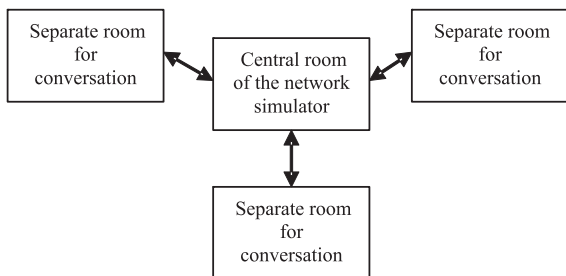 Separate room
for
conversation
Central room
of the network
simulator
Separate room
for
conversation
Separate room
for
conversation